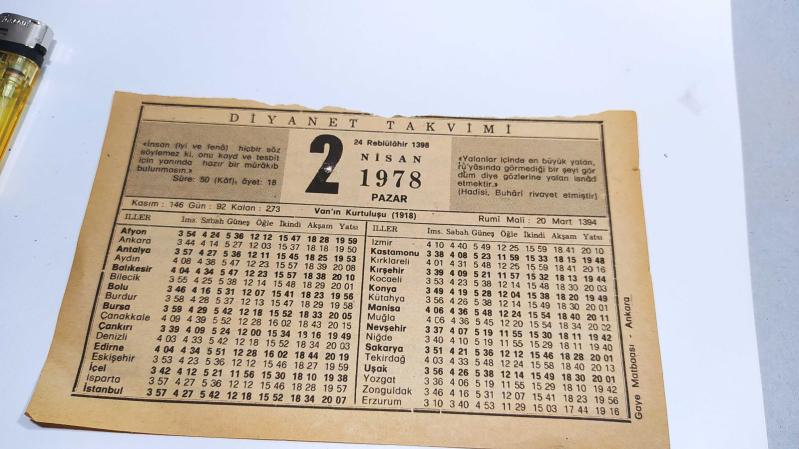 DİYANET TAKVİMİ
«İnsan (iyi ve fenâ) hiçbir söz
söylemez ki, onu kayd ve tesbit
için yanında hazır bir mürâkıb
bulunmasın.»
Sûre: 50 (Kâf), âyet: 18
2
24 Rebîülâhir 1398
NİSAN
1978
PAZAR
«Yalanlar içinde en büyük yalan,
rü'yâsında görmediği bir şeyi gör
düm diye gözlerine yalan isnâd
etmektir.»
(Hadîsi, Buhârî rivayet etmiştir)
Kasım : 146 Gün : 92 Kalan : 273
Van'ın Kurtuluşu (1918)
Rumî Malî : 20 Mart 1394
İLLER İms. Sabah Güneş Öğle İkindi Akşam Yatsı
Afyon 3 54 4 24 5 36 12 12 15 47 18 28 19 59
Ankara 3 44 4 14 5 27 12 03 15 37 18 18 19 50
Antalya 3 57 4 27 5 36 12 11 15 45 18 25 19 53
Aydın 4 08 4 38 5 47 12 23 15 57 18 39 20 08
Balıkesir 4 04 4 34 5 47 12 23 15 57 18 38 20 10
Bilecik 3 55 4 25 5 38 12 14 15 48 18 29 20 01
Bolu 3 46 4 16 5 31 12 07 15 41 18 23 19 56
Burdur 3 58 4 28 5 37 12 13 15 47 18 29 19 58
Bursa 3 59 4 29 5 42 12 18 15 52 18 33 20 05
Çanakkale 4 09 4 39 5 52 12 28 16 02 18 43 20 15
Çankırı 3 39 4 09 5 24 12 00 15 34 18 16 19 49
Denizli 4 03 4 33 5 42 12 18 15 52 18 34 20 03
Edirne 4 04 4 34 5 51 12 28 16 02 18 44 20 19
Eskişehir 3 53 4 23 5 36 12 12 15 46 18 27 19 59
İçel 3 42 4 12 5 21 11 56 15 30 18 10 19 38
Isparta 3 57 4 27 5 36 12 12 15 46 18 28 19 57
İstanbul 3 57 4 27 5 42 12 18 15 52 18 34 20 07
İLLER İms. Sabah Güneş Öğle İkindi Akşam Yatsı
İzmir 4 10 4 40 5 49 12 25 15 59 18 41 20 10
Kastamonu 3 38 4 08 5 23 11 59 15 33 18 15 19 48
Kırklareli 4 01 4 31 5 48 12 25 15 59 18 41 20 16
Kırşehir 3 39 4 09 5 21 11 57 15 32 18 13 19 44
Kocaeli 3 53 4 23 5 38 12 14 15 48 18 30 20 03
Konya 3 49 4 19 5 28 12 04 15 38 18 20 19 49
Kütahya 3 56 4 26 5 38 12 14 15 49 18 30 20 01
Manisa 4 06 4 36 5 48 12 24 15 54 18 40 20 11
Muğla 4 06 4 36 5 45 12 20 15 54 18 34 20 02
Nevşehir 3 37 4 07 5 19 11 55 15 30 18 11 19 42
Niğde 3 40 4 10 5 19 11 55 15 29 18 11 19 40
Sakarya 3 51 4 21 5 36 12 12 15 46 18 28 20 01
Tekirdağ 4 03 4 33 5 48 12 24 15 58 18 40 20 13
Uşak 3 56 4 26 5 38 12 14 15 49 18 30 20 01
Yozgat 3 36 4 06 5 19 11 55 15 29 18 10 19 42
Zonguldak 3 46 4 16 5 31 12 07 15 41 18 23 19 56
Erzurum 3 10 3 40 4 53 11 29 15 03 17 44 19 16
Gaye Matbaası - Ankara